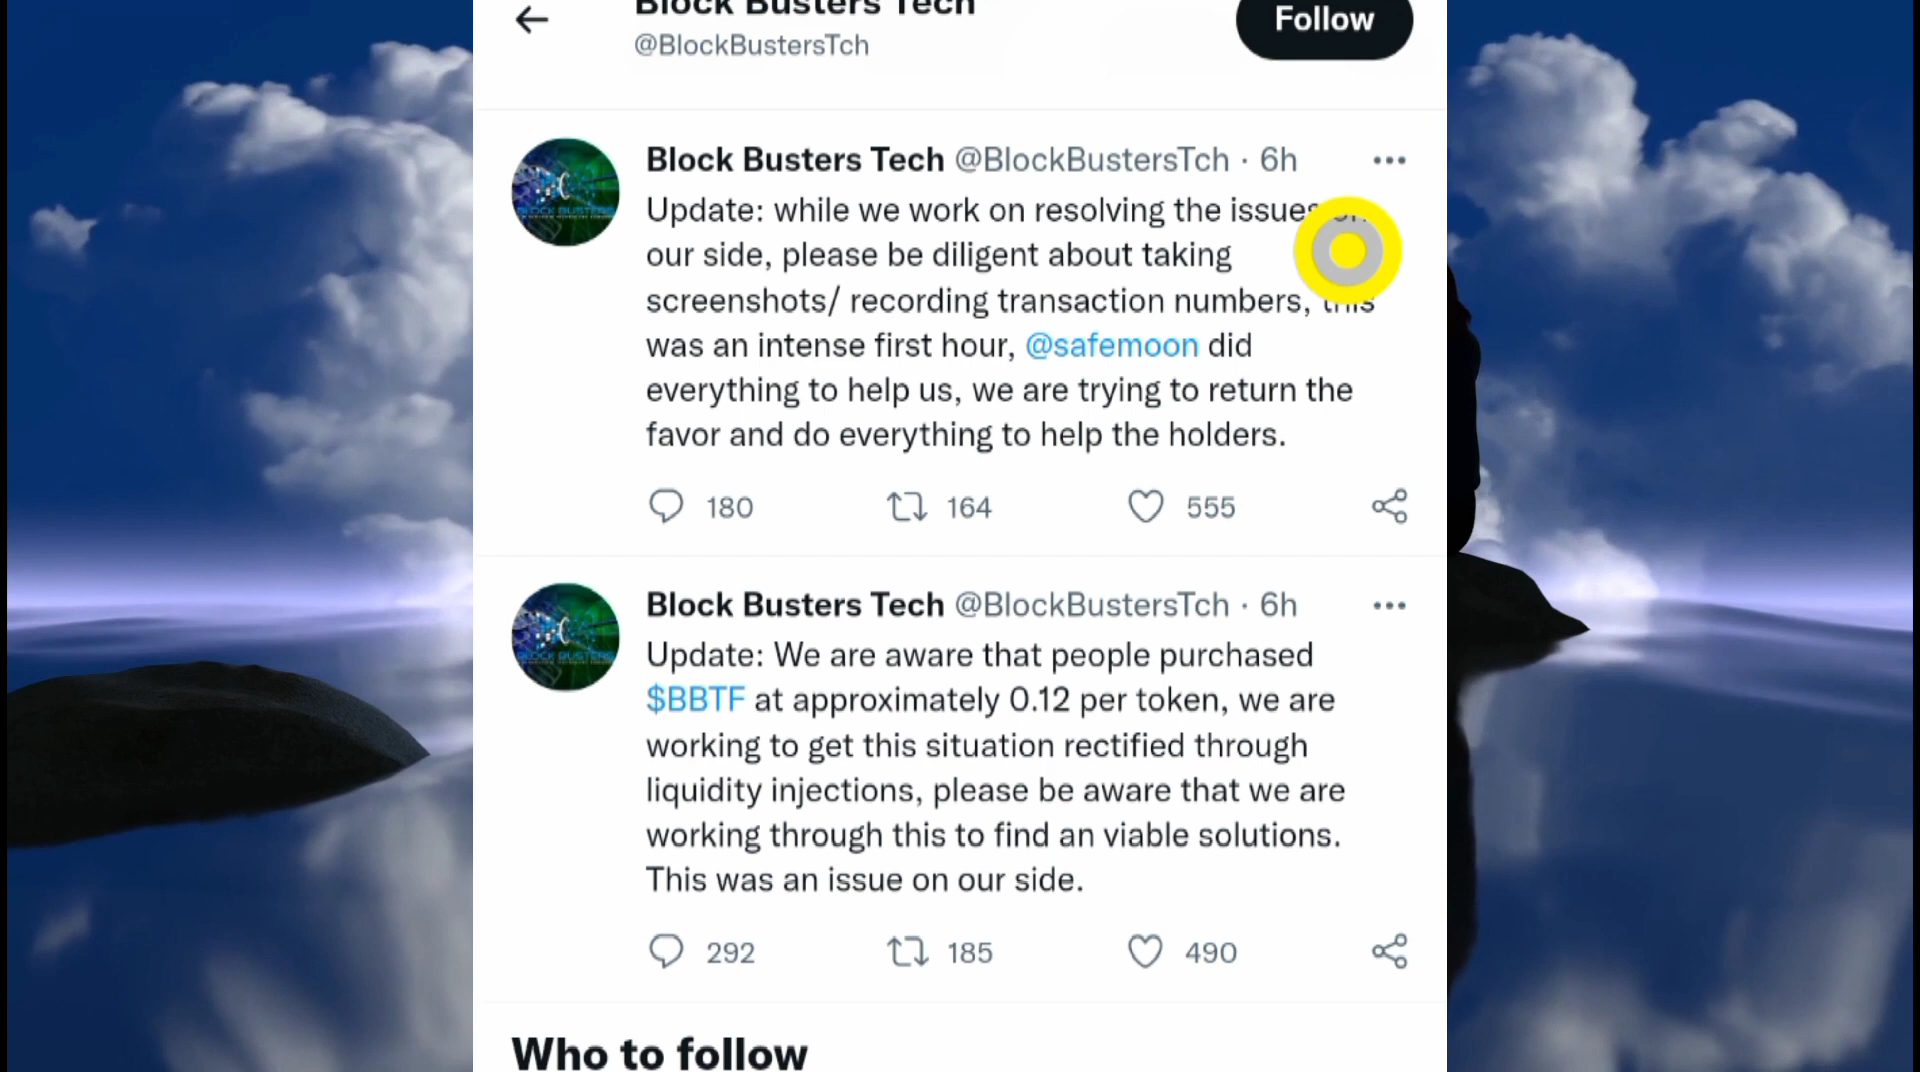 Block Busters Tech
@BlockBustersTch
Follow
Block Busters Tech @BlockBustersTch · 6h
Update: while we work on resolving the issues on
our side, please be diligent about taking
screenshots/ recording transaction numbers, this
was an intense first hour, @safemoon did
everything to help us, we are trying to return the
favor and do everything to help the holders.
180 164 555
Block Busters Tech @BlockBustersTch · 6h
Update: We are aware that people purchased
$BBTF at approximately 0.12 per token, we are
working to get this situation rectified through
liquidity injections, please be aware that we are
working through this to find an viable solutions.
This was an issue on our side.
292 185 490
Who to follow